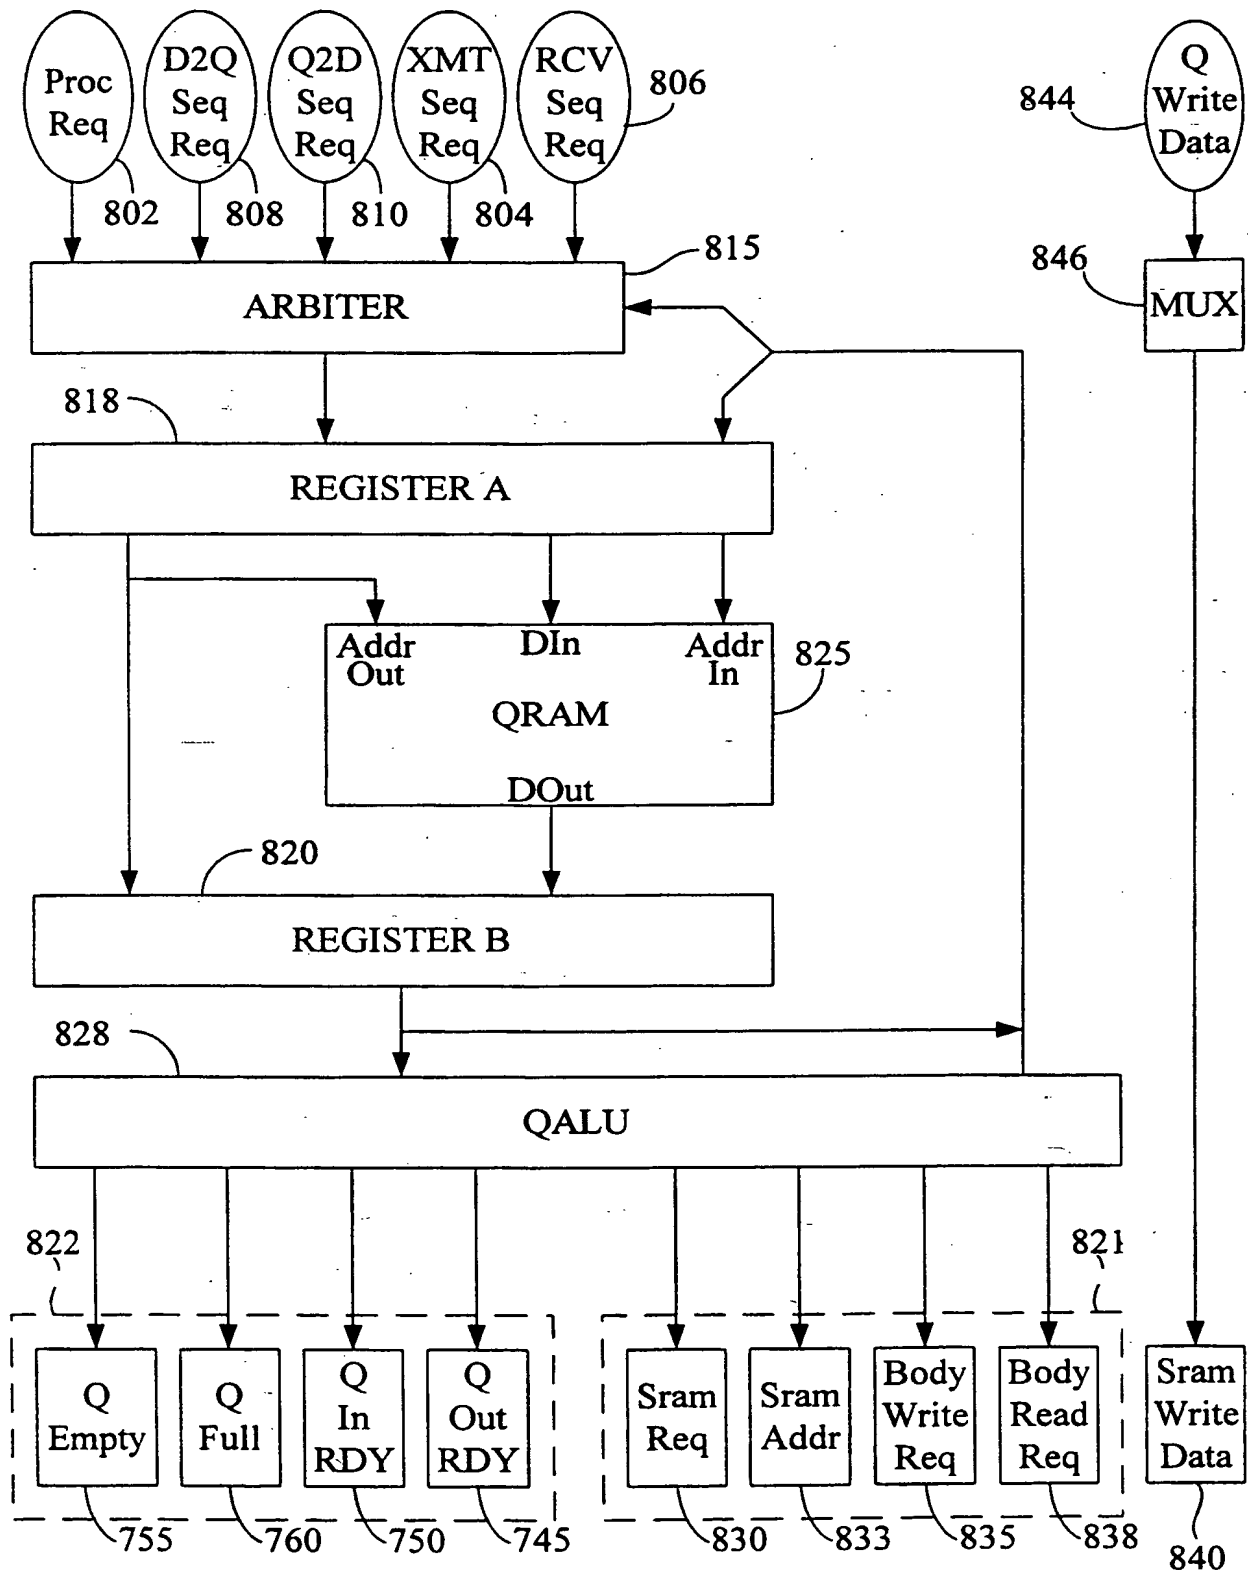 Proc
Req
D2Q
Seq
Req
Q2D
Seq
Req
XMT
Seq
Req
RCV
Seq
Req
806
844
Q
Write
Data
802
808
810
804
815
846
MUX
ARBITER
818
REGISTER A
Addr
Out
DIn
Addr
In
825
QRAM
DOut
820
REGISTER B
828
QALU
822
821
Q
Empty
Q
Full
Q
In
RDY
Q
Out
RDY
Sram
Req
Sram
Addr
Body
Write
Req
Body
Read
Req
Sram
Write
Data
755
760
750
745
830
833
835
838
840